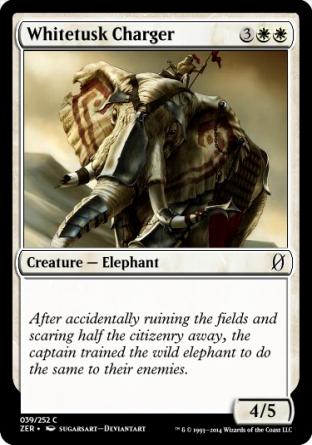 Whitetusk Charger 3
Creature — Elephant
After accidentally ruining the fields and
scaring half the citizenry away, the
captain trained the wild elephant to do
the same to their enemies.
4/5
039/252 C
ZER • SUGARSART—DEVIANTART
™ & © 1993–2014 Wizards of the Coast LLC